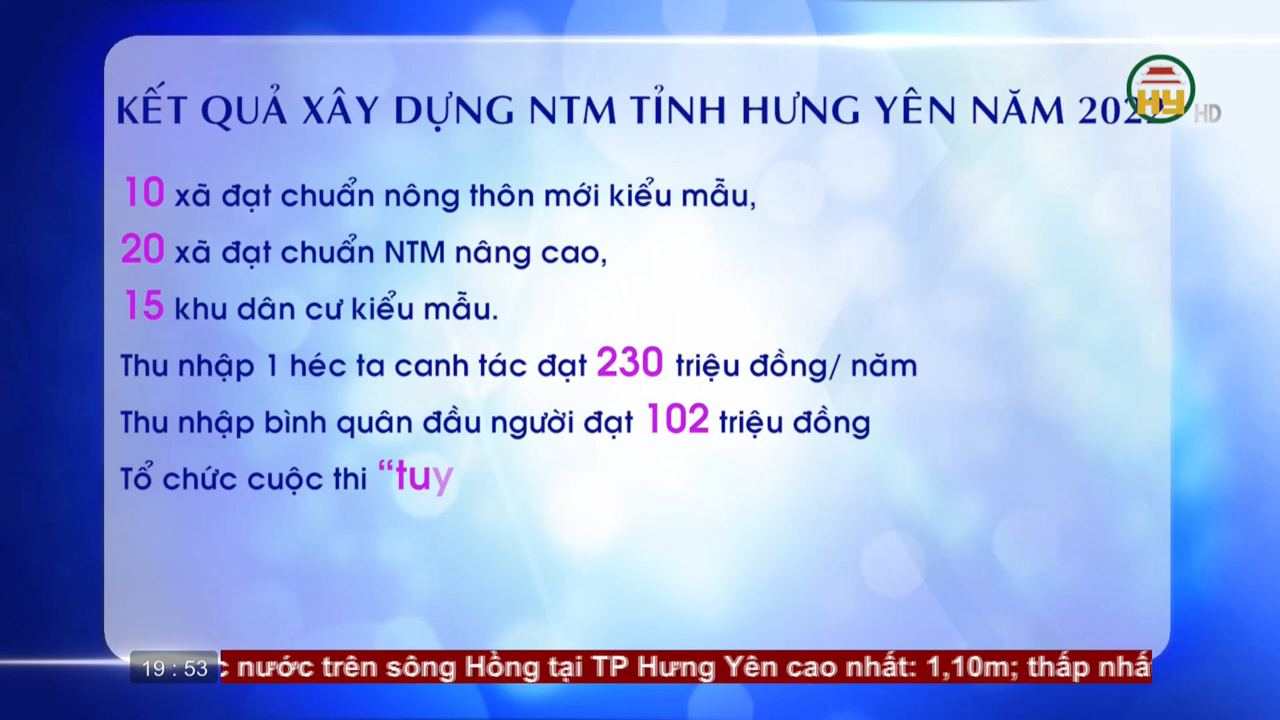 KẾT QUẢ XÂY DỰNG NTM TỈNH HƯNG YÊN NĂM 2022
HY HD
10 xã đạt chuẩn nông thôn mới kiểu mẫu,
20 xã đạt chuẩn NTM nâng cao,
15 khu dân cư kiểu mẫu.
Thu nhập 1 héc ta canh tác đạt 230 triệu đồng/ năm
Thu nhập bình quân đầu người đạt 102 triệu đồng
Tổ chức cuộc thi “tuy
19 : 53 c nước trên sông Hồng tại TP Hưng Yên cao nhất: 1,10m; thấp nhấ